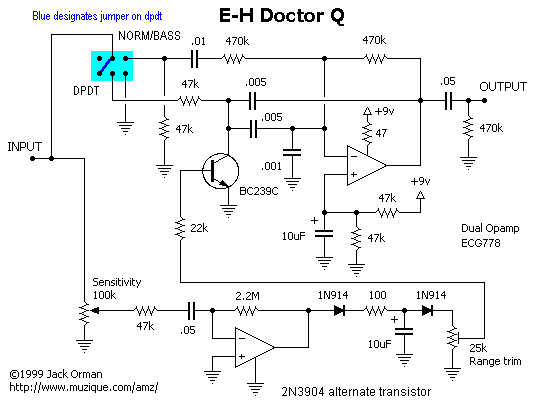 E-H Doctor Q
Blue designates jumper on dpdt
NORM/BASS
DPDT
.01
470k
470k
47k
.005
.005
47k
.001
+9v
47
.05
OUTPUT
470k
INPUT
BC239C
+9v
47k
22k
10uF
47k
Dual Opamp
ECG778
Sensitivity
100k
47k
.05
2.2M
1N914
100
1N914
10uF
25k
Range trim
©1999 Jack Orman
http://www.muzique.com/amz/
2N3904 alternate transistor